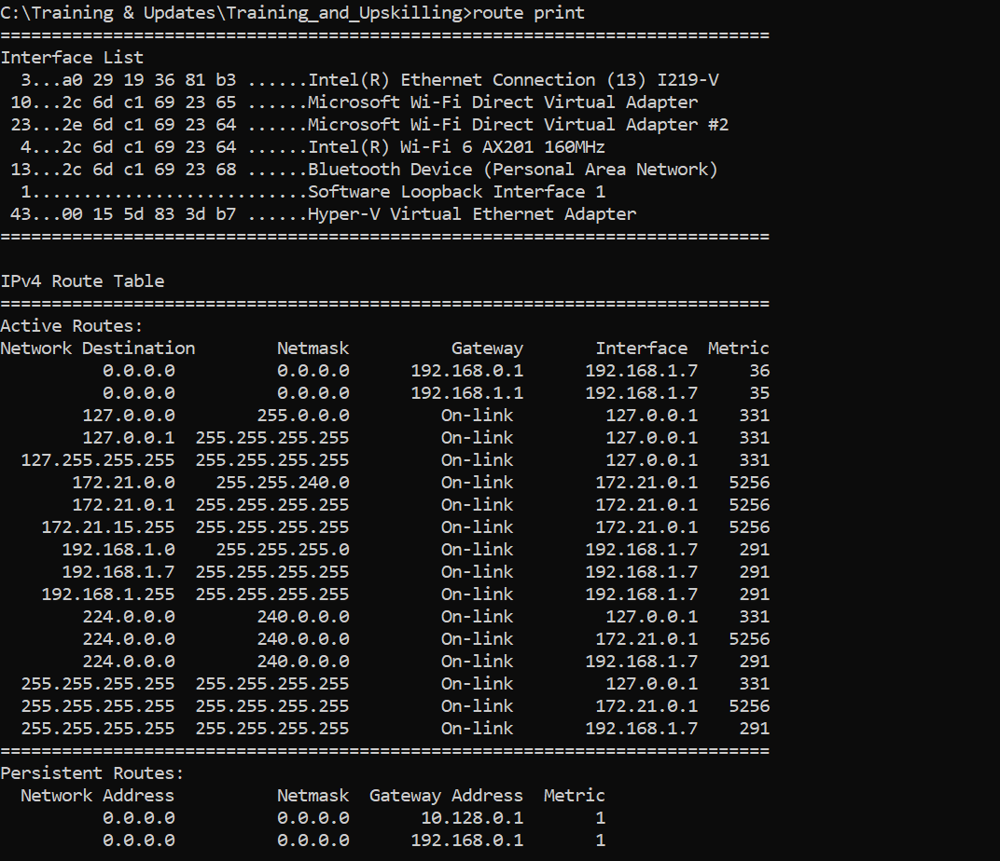 C:\Training & Updates\Training_and_Upskilling>route print
===========================================================================
Interface List
  3...a0 29 19 36 81 b3 ......Intel(R) Ethernet Connection (13) I219-V
 10...2c 6d c1 69 23 65 ......Microsoft Wi-Fi Direct Virtual Adapter
 23...2e 6d c1 69 23 64 ......Microsoft Wi-Fi Direct Virtual Adapter #2
  4...2c 6d c1 69 23 64 ......Intel(R) Wi-Fi 6 AX201 160MHz
 13...2c 6d c1 69 23 68 ......Bluetooth Device (Personal Area Network)
  1...........................Software Loopback Interface 1
 43...00 15 5d 83 3d b7 ......Hyper-V Virtual Ethernet Adapter
===========================================================================

IPv4 Route Table
===========================================================================
Active Routes:
Network Destination        Netmask          Gateway       Interface  Metric
          0.0.0.0          0.0.0.0      192.168.0.1      192.168.1.7     36
          0.0.0.0          0.0.0.0      192.168.1.1      192.168.1.7     35
        127.0.0.0        255.0.0.0         On-link         127.0.0.1    331
        127.0.0.1  255.255.255.255         On-link         127.0.0.1    331
  127.255.255.255  255.255.255.255         On-link         127.0.0.1    331
       172.21.0.0    255.255.240.0         On-link        172.21.0.1   5256
       172.21.0.1  255.255.255.255         On-link        172.21.0.1   5256
    172.21.15.255  255.255.255.255         On-link        172.21.0.1   5256
      192.168.1.0    255.255.255.0         On-link       192.168.1.7    291
      192.168.1.7  255.255.255.255         On-link       192.168.1.7    291
    192.168.1.255  255.255.255.255         On-link       192.168.1.7    291
        224.0.0.0        240.0.0.0         On-link         127.0.0.1    331
        224.0.0.0        240.0.0.0         On-link        172.21.0.1   5256
        224.0.0.0        240.0.0.0         On-link       192.168.1.7    291
  255.255.255.255  255.255.255.255         On-link         127.0.0.1    331
  255.255.255.255  255.255.255.255         On-link        172.21.0.1   5256
  255.255.255.255  255.255.255.255         On-link       192.168.1.7    291
===========================================================================
Persistent Routes:
  Network Address          Netmask  Gateway Address  Metric
          0.0.0.0          0.0.0.0       10.128.0.1       1
          0.0.0.0          0.0.0.0      192.168.0.1       1